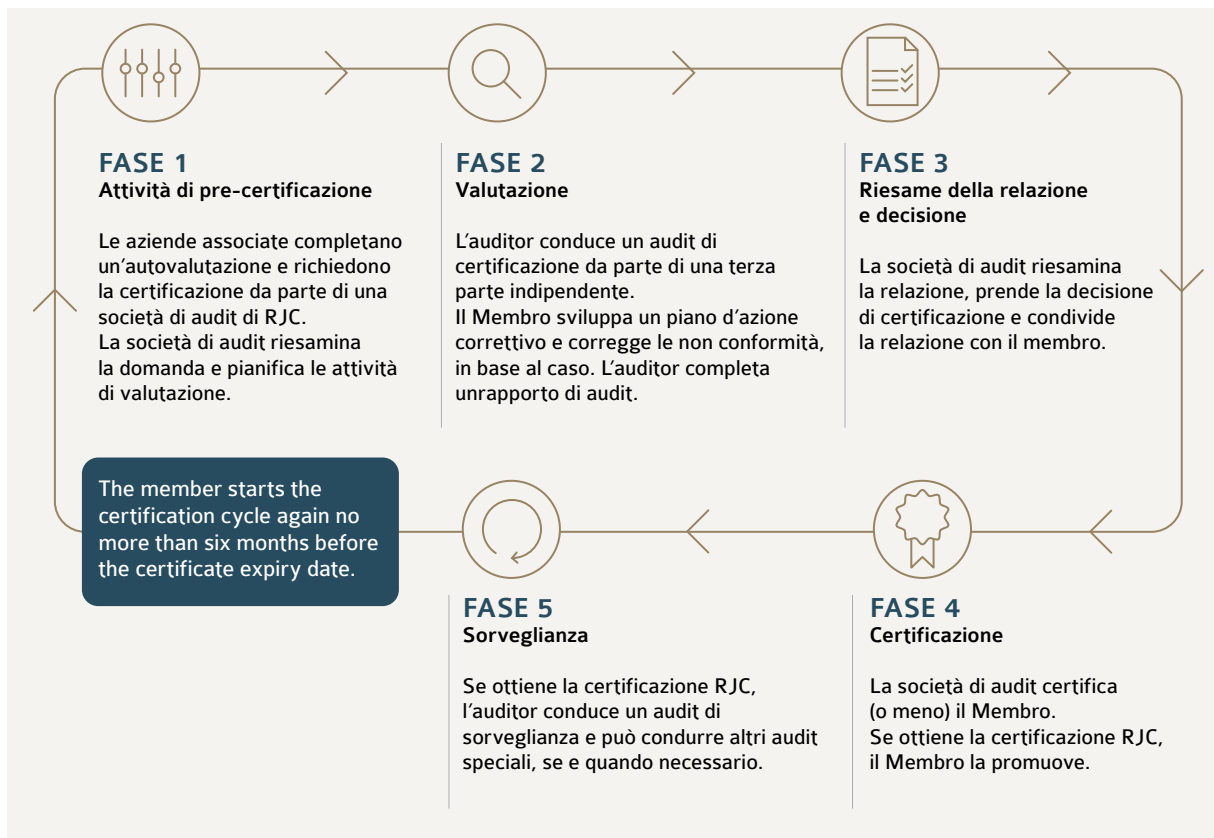 FASE 1
Attività di pre-certificazione
Le aziende associate completano
un'autovalutazione e richiedono
la certificazione da parte di una
società di audit di RJC.
La società di audit riesamina
la domanda e pianifica le attività
di valutazione.
FASE 2
Valutazione
L'auditor conduce un audit di
certificazione da parte di una terza
parte indipendente.
Il Membro sviluppa un piano d'azione
correttivo e corregge le non conformità,
in base al caso. L'auditor completa
unrapporto di audit.
FASE 3
Riesame della relazione
e decisione
La società di audit riesamina
la relazione, prende la decisione
di certificazione e condivide
la relazione con il membro.
FASE 4
Certificazione
La società di audit certifica
(o meno) il Membro.
Se ottiene la certificazione RJC,
il Membro la promuove.
FASE 5
Sorveglianza
Se ottiene la certificazione RJC,
l'auditor conduce un audit di
sorveglianza e può condurre altri audit
speciali, se e quando necessario.
The member starts the
certification cycle again no
more than six months before
the certificate expiry date.